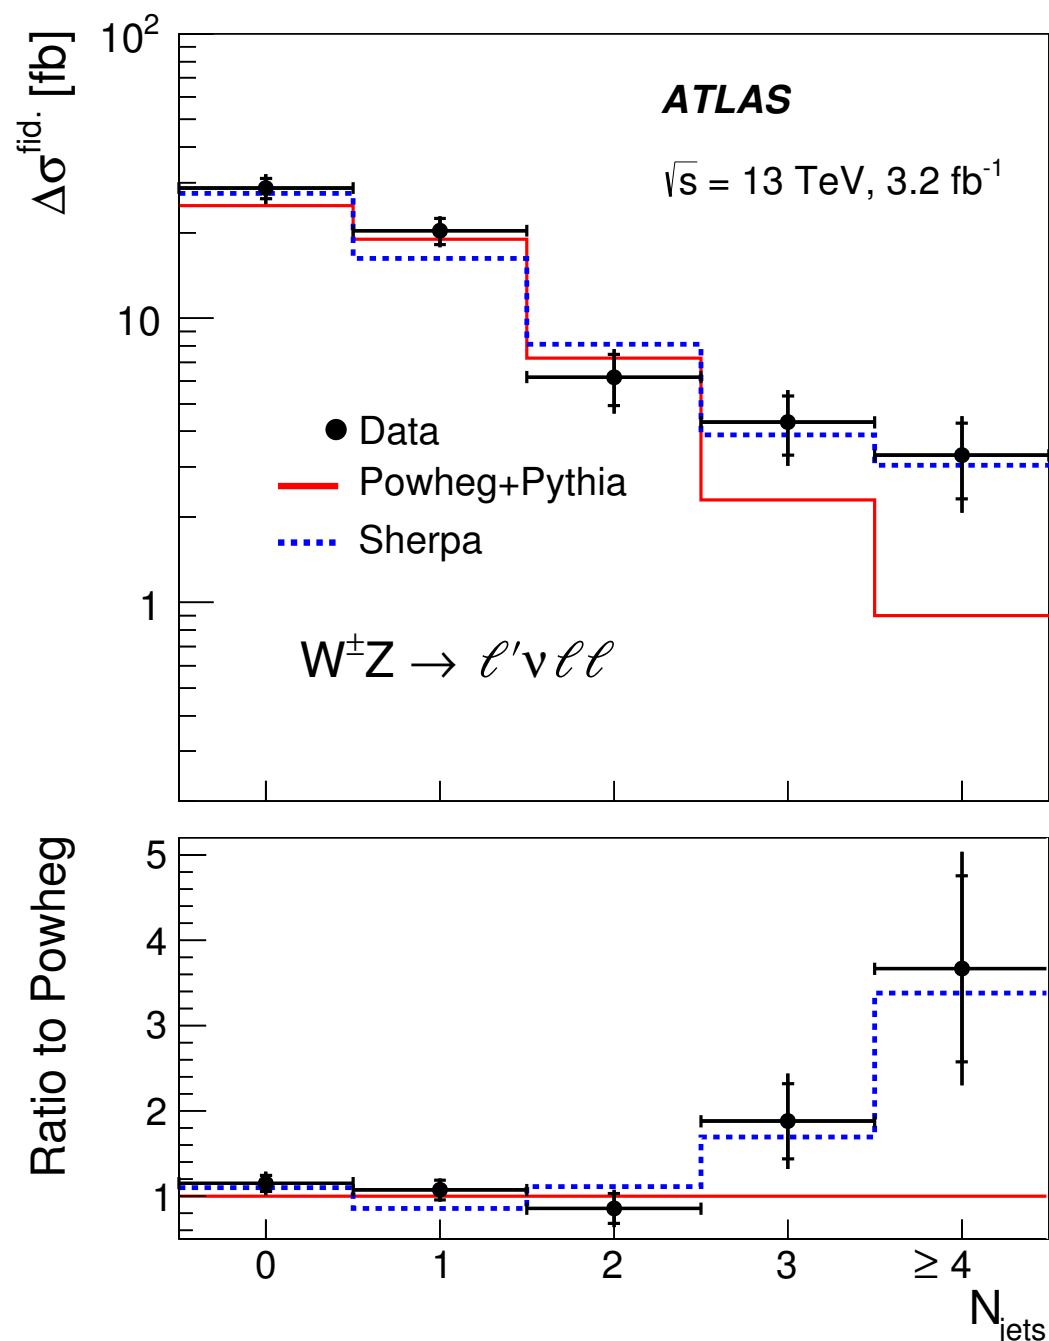 Δσ^fid. [fb]
10²
10
1
ATLAS
√s = 13 TeV, 3.2 fb⁻¹
Data
Powheg+Pythia
Sherpa
W±Z → ℓ′νℓℓ
Ratio to Powheg
5
4
3
2
1
0 1 2 3 ≥ 4
N_jets